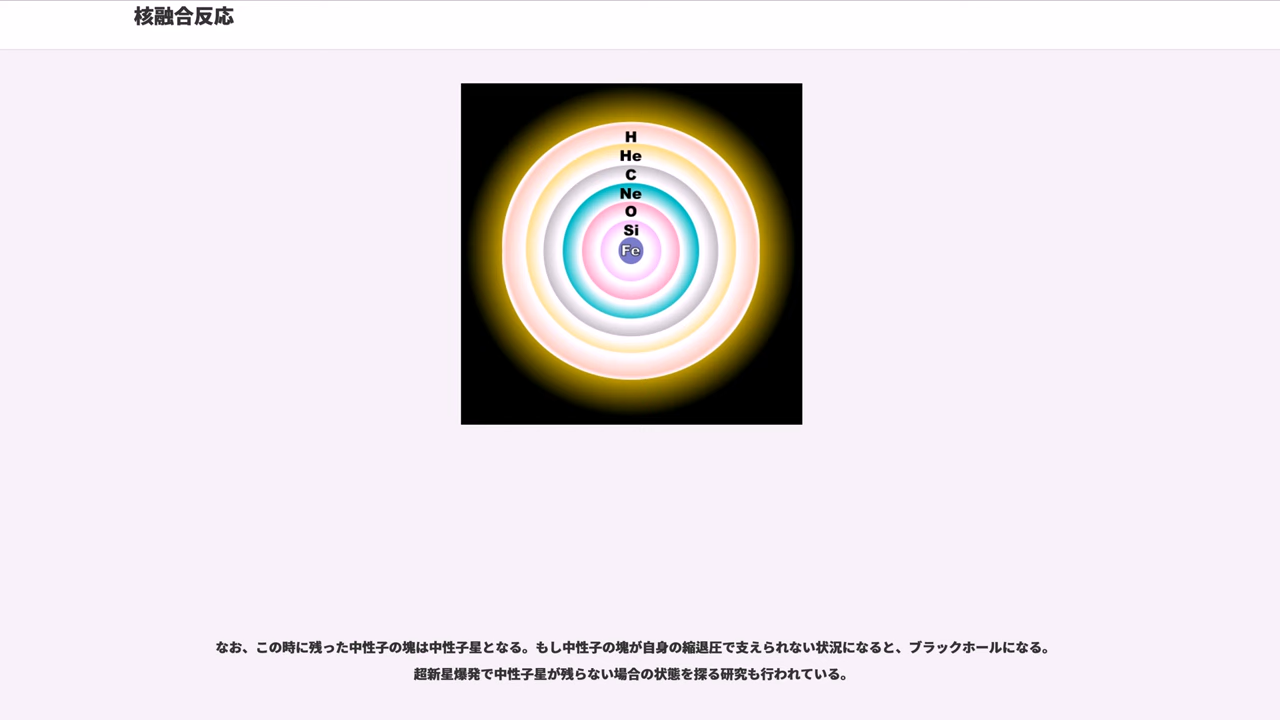 核融合反応
H
He
C
Ne
O
Si
Fe
なお、この時に残った中性子の塊は中性子星となる。もし中性子の塊が自身の縮退圧で支えられない状況になると、ブラックホールになる。
超新星爆発で中性子星が残らない場合の状態を探る研究も行われている。